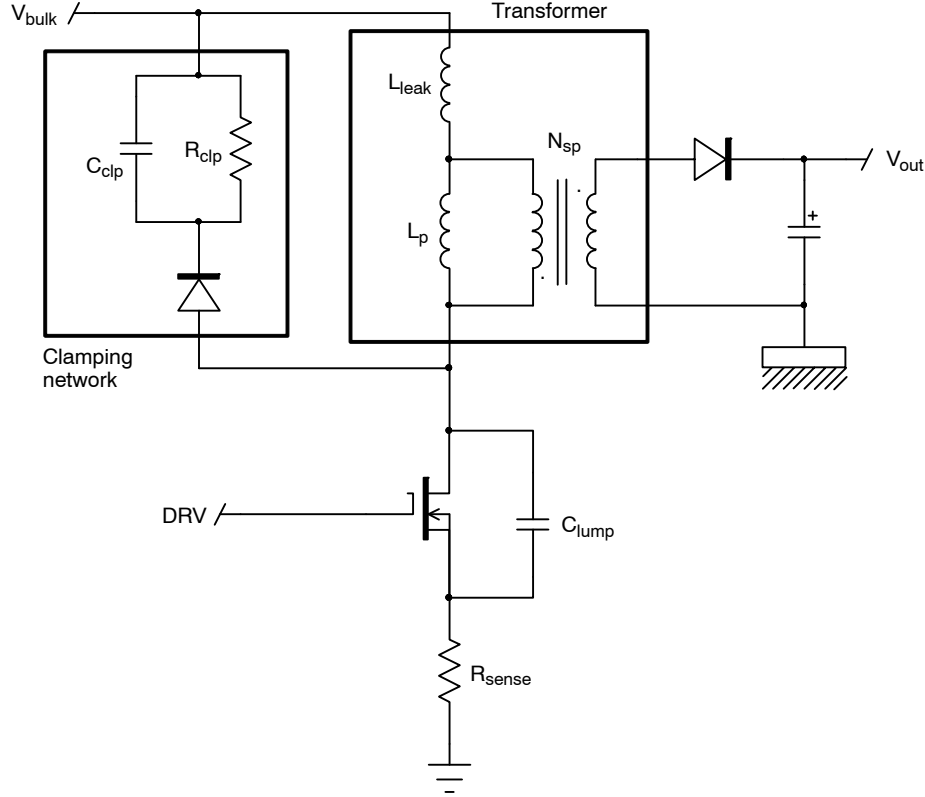 Transformer
Vbulk
Lleak
Nsp
Cclp
Rclp
Vout
+
Lp
Clamping
network
DRV
Clump
Rsense